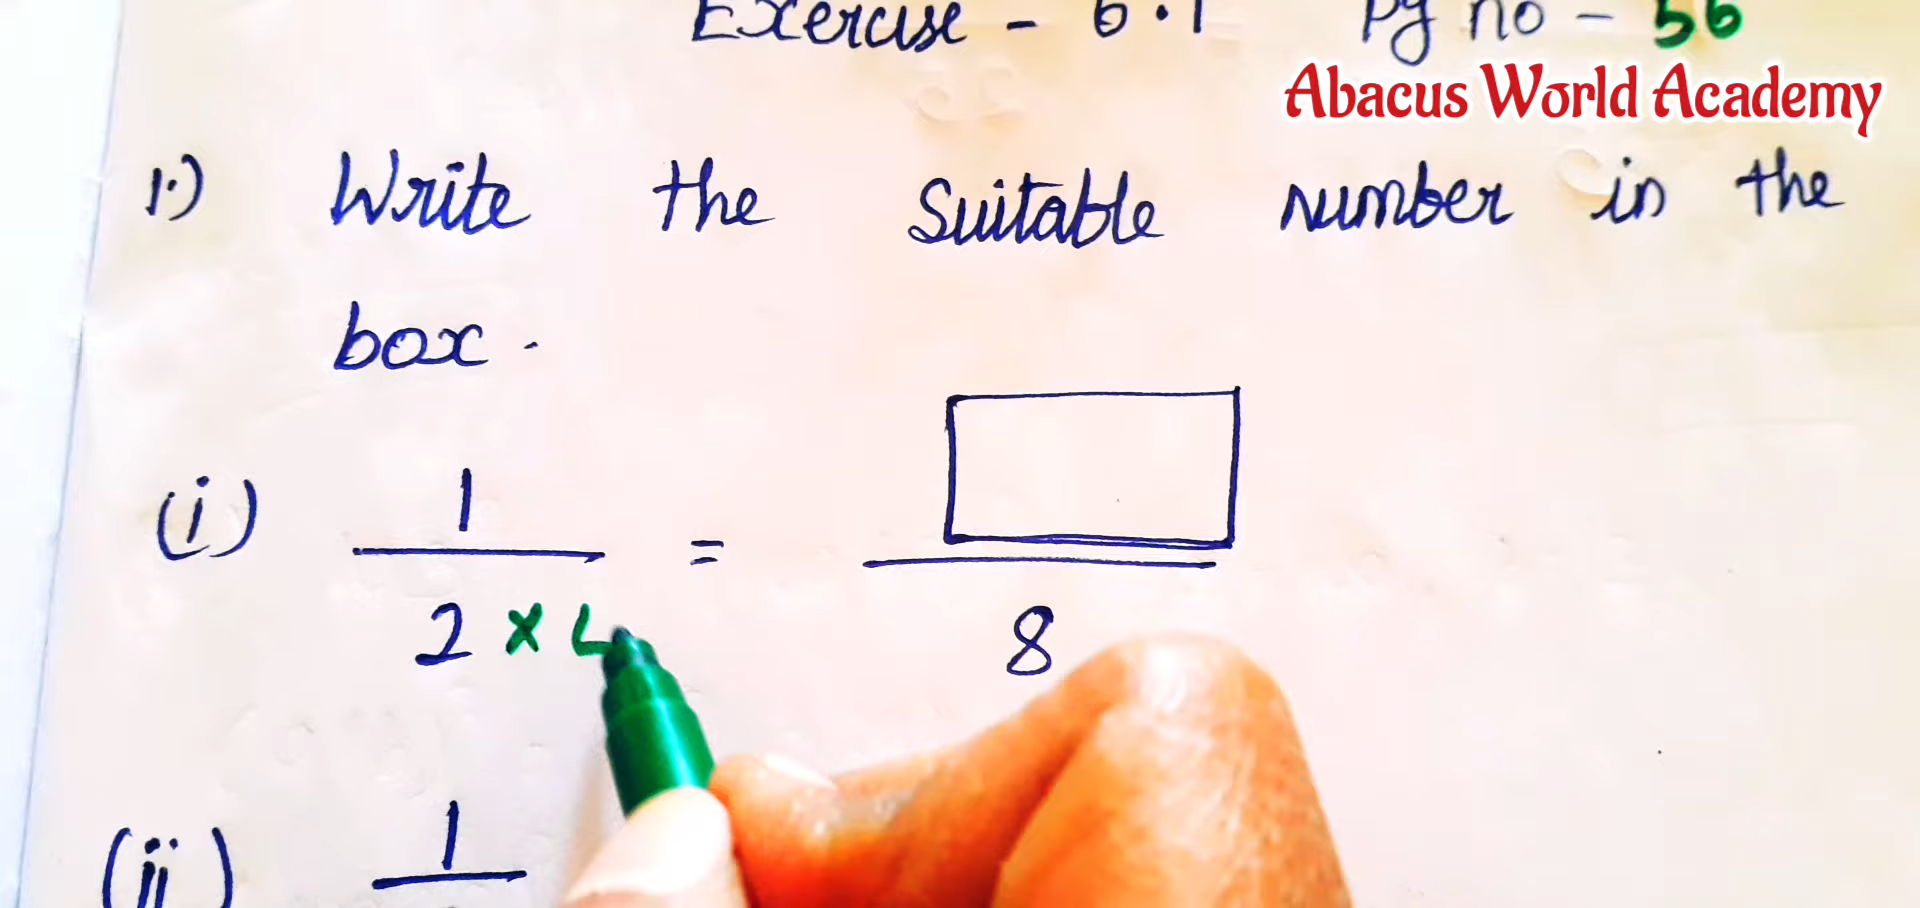 Exercise - 6.1 Pg no - 56
Abacus World Academy
1.) Write the Suitable number in the
box.
(i) 1
=
2 × 4 8
(ii) 1